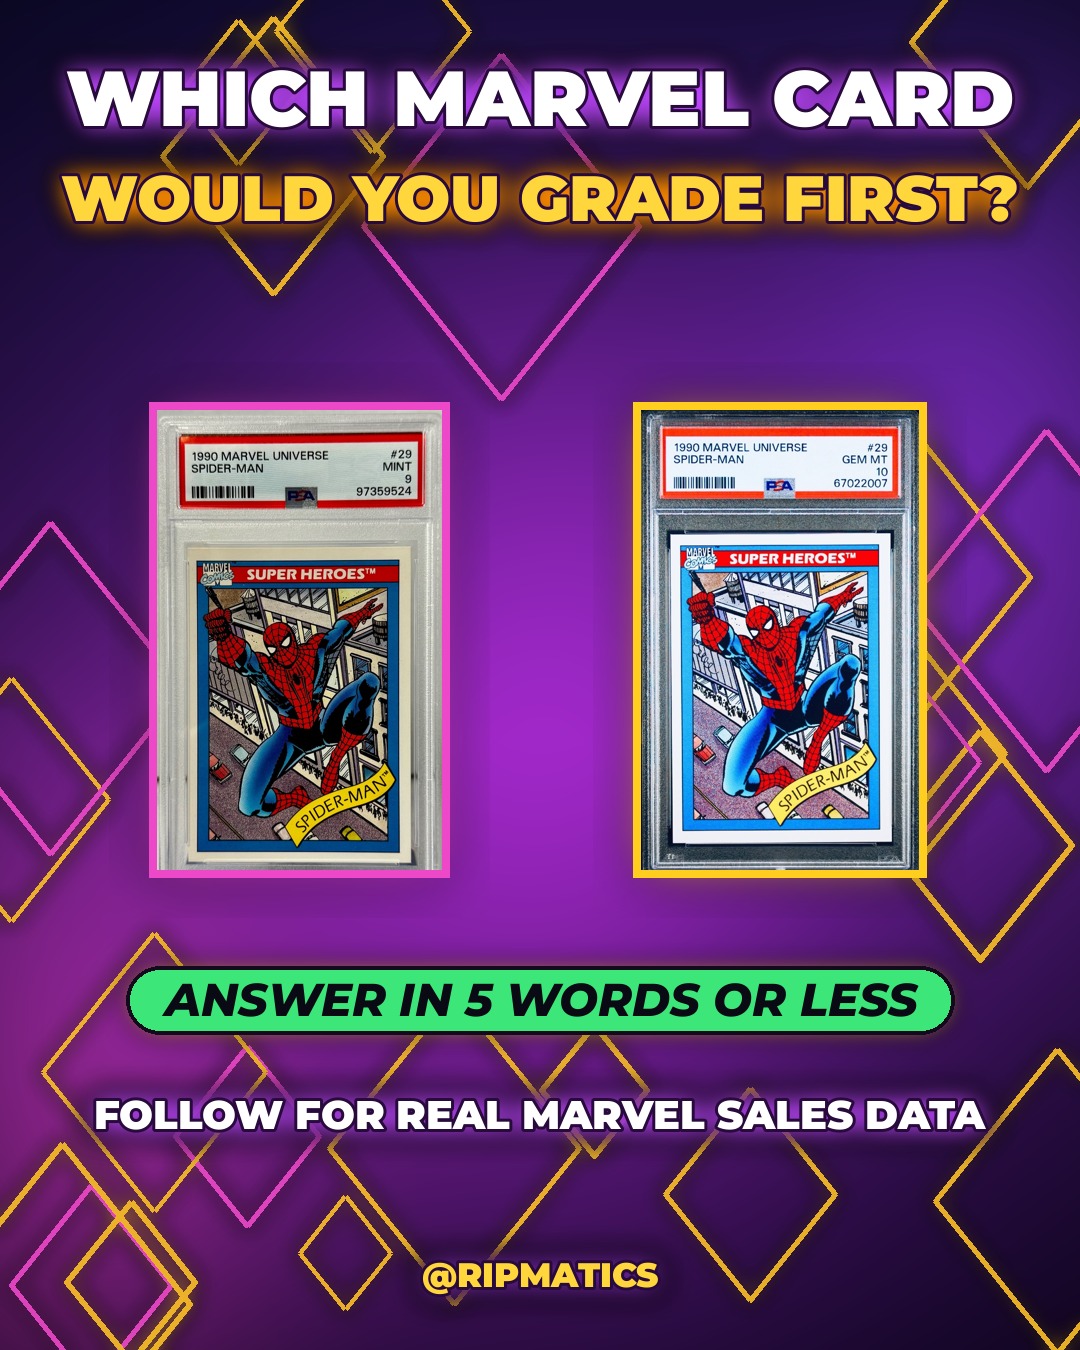 WHICH MARVEL CARD
WOULD YOU GRADE FIRST?
1990 MARVEL UNIVERSE #29
SPIDER-MAN MINT
9
PSA 97359524
MARVEL COMICS
SUPER HEROES™
SPIDER-MAN™
1990 MARVEL UNIVERSE #29
SPIDER-MAN GEM MT
10
PSA 67022007
MARVEL COMICS
SUPER HEROES™
SPIDER-MAN™
ANSWER IN 5 WORDS OR LESS
FOLLOW FOR REAL MARVEL SALES DATA
@RIPMATICS